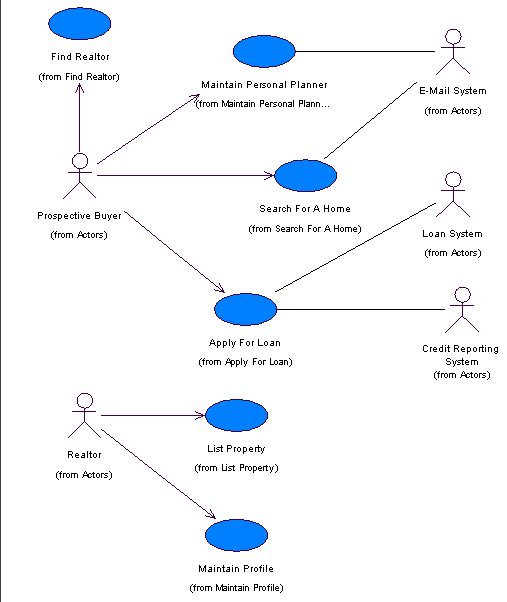 Find Realtor
(from Find Realtor)
Maintain Personal Planner
(from Maintain Personal Plann...
E-Mail System
(from Actors)
Prospective Buyer
(from Actors)
Search For A Home
(from Search For A Home)
Loan System
(from Actors)
Apply For Loan
(from Apply For Loan)
Credit Reporting
System
(from Actors)
Realtor
(from Actors)
List Property
(from List Property)
Maintain Profile
(from Maintain Profile)